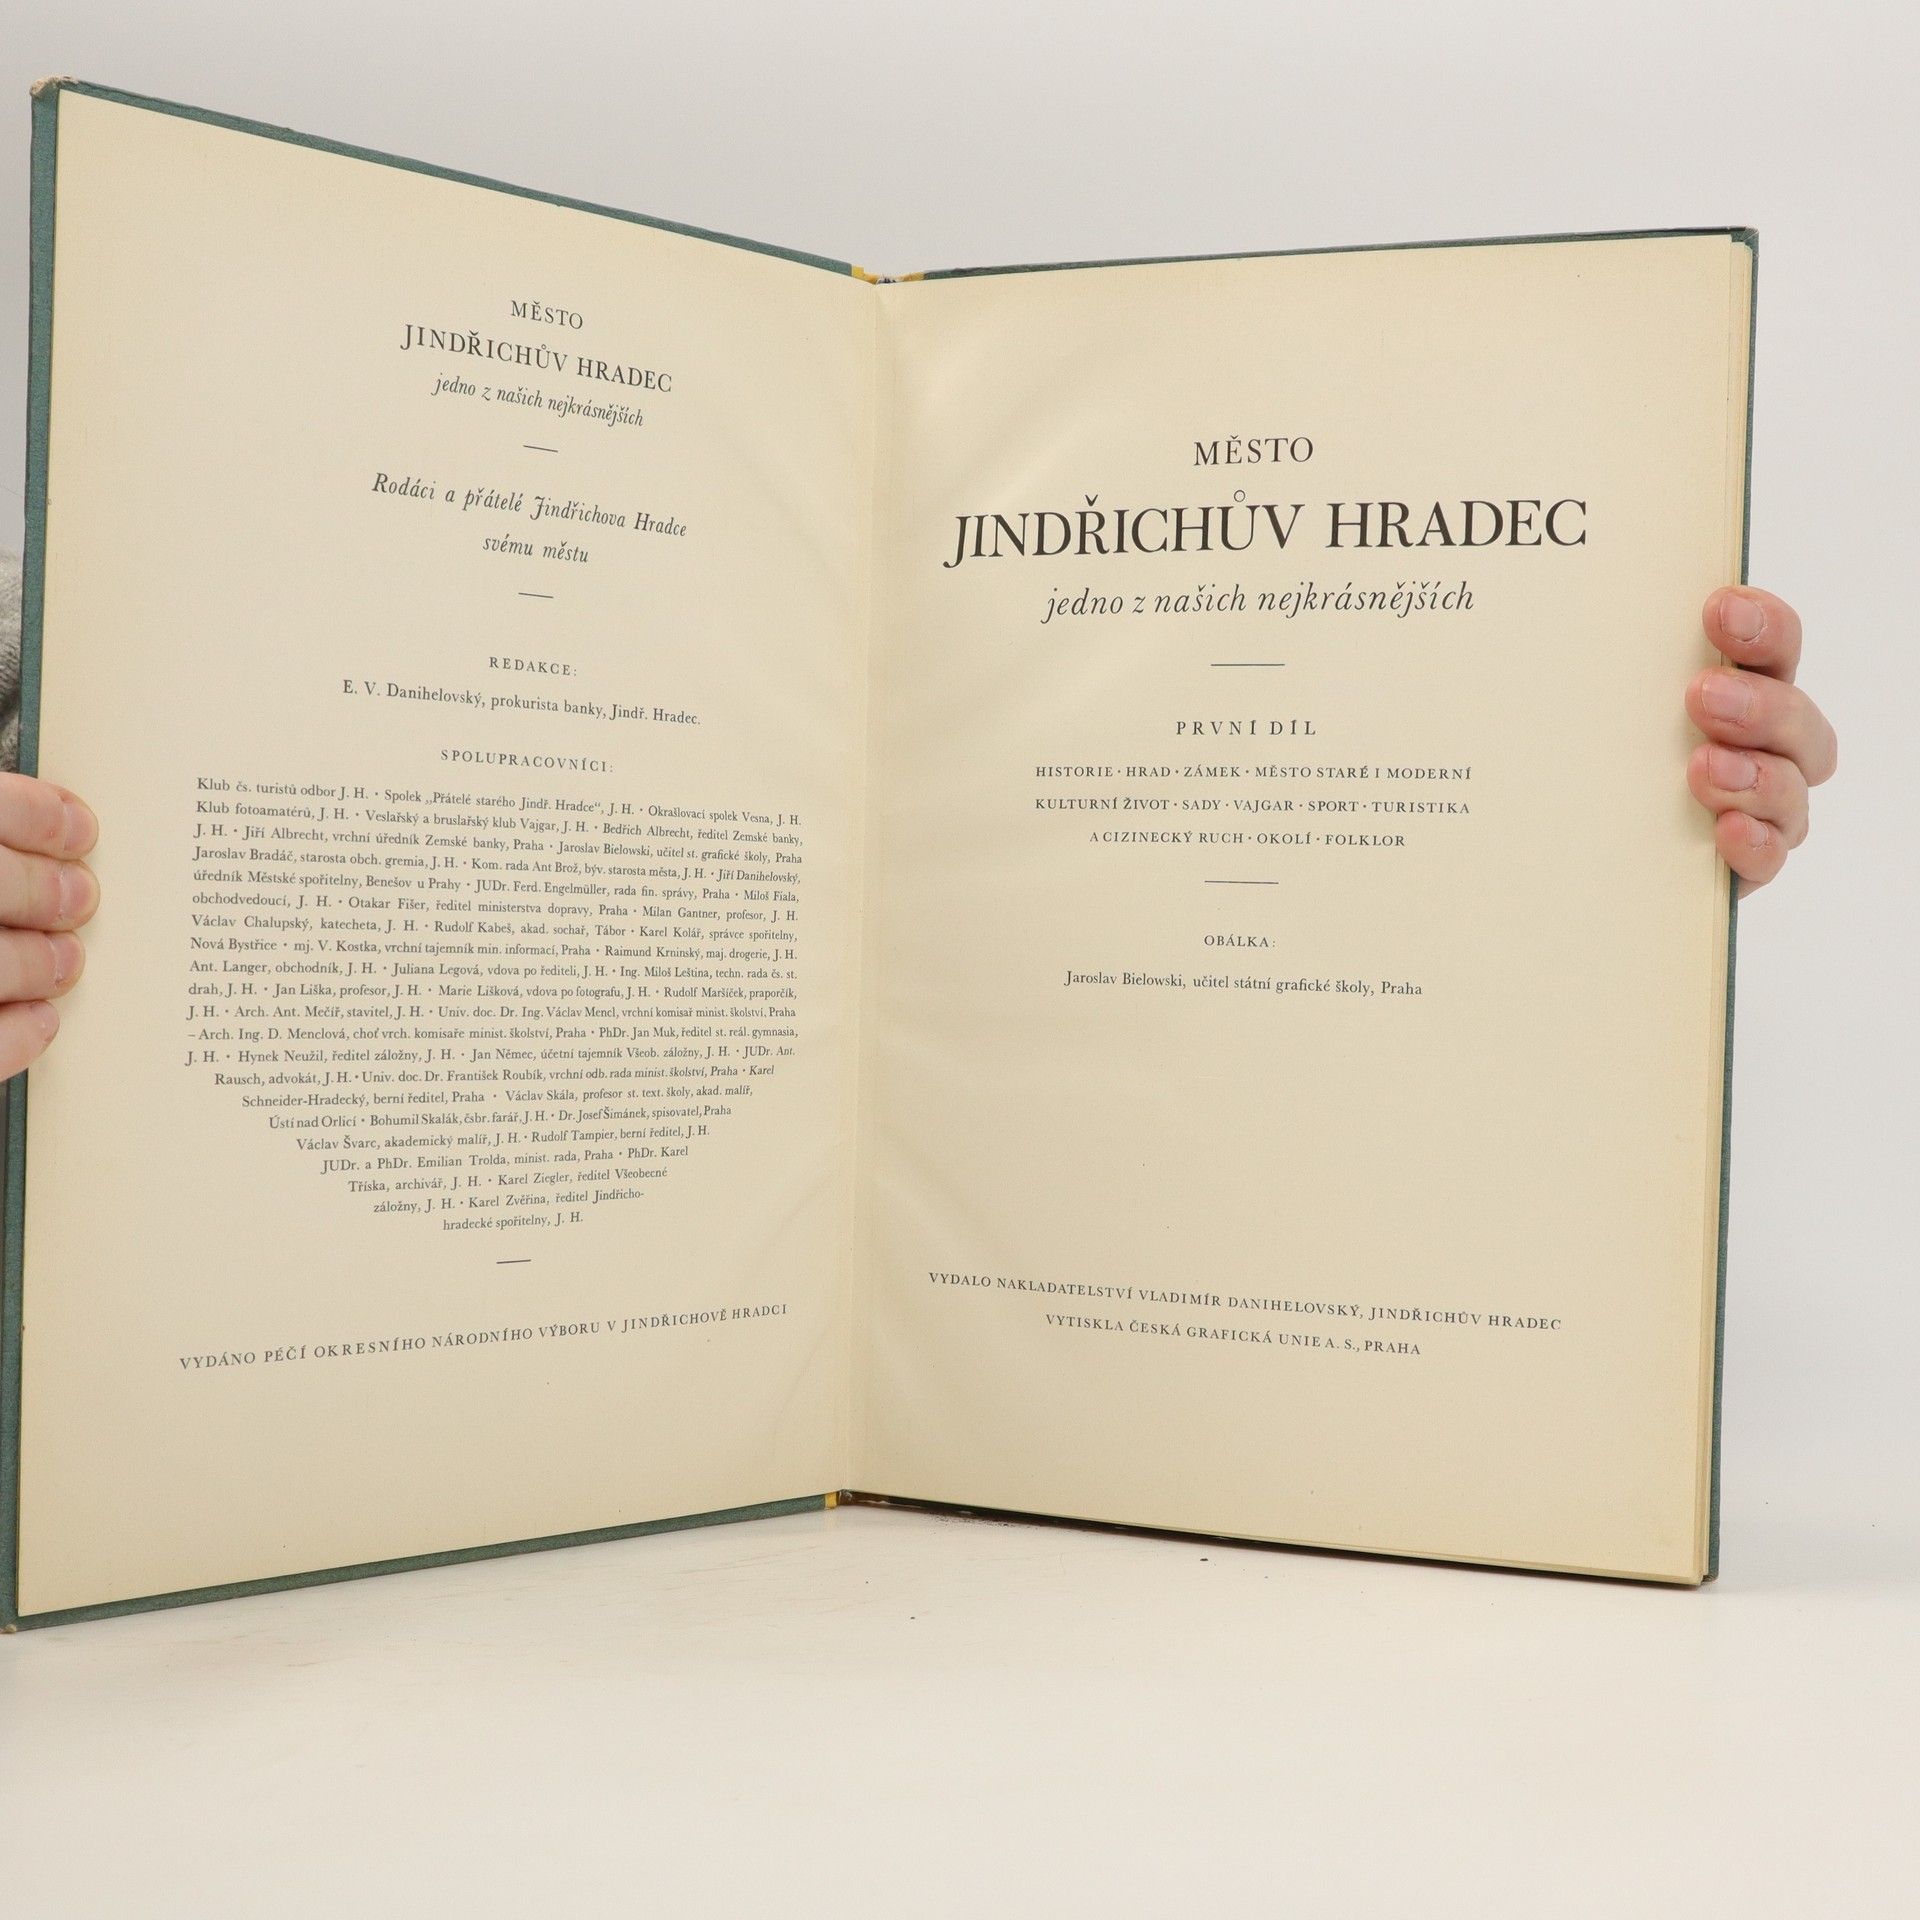 MĚSTO
JINDŘICHŮV HRADEC
jedno z našich nejkrásnějších
Rodáci a přátelé Jindřichova Hradce
svému městu
REDAKCE:
E. V. Danihelovský, prokurista banky, Jindř. Hradec.
SPOLUPRACOVNÍCI:
Klub čs. turistů odbor J. H. · Spolek „Přátelé starého Jindř. Hradce“, J. H. · Okrašlovací spolek Vesna, J. H.
Klub fotoamatérů, J. H. · Veslařský a bruslařský klub Vajgar, J. H. · Bedřich Albrecht, ředitel Zemské banky,
J. H. · Jiří Albrecht, vrchní úředník Zemské banky, Praha · Jaroslav Bielowski, učitel st. grafické školy, Praha
Jaroslav Bradáč, starosta obch. gremia, J. H. · Kom. rada Ant Brož, býv. starosta města, J. H. · Jiří Danihelovský,
úředník Městské spořitelny, Benešov u Prahy · JUDr. Ferd. Engelmüller, rada fin. správy, Praha · Miloš Fiala,
obchodvedoucí, J. H. · Otakar Fišer, ředitel ministerstva dopravy, Praha · Milan Gantner, profesor, J. H.
Václav Chalupský, katecheta, J. H. · Rudolf Kabeš, akad. sochař, Tábor · Karel Kolář, správce spořitelny,
Nová Bystřice · mj. V. Kostka, vrchní tajemník min. informací, Praha · Raimund Krninský, maj. drogerie, J. H.
Ant. Langer, obchodník, J. H. · Juliana Legová, vdova po řediteli, J. H. · Ing. Miloš Leština, techn. rada čs. st.
drah, J. H. · Jan Liška, profesor, J. H. · Marie Lišková, vdova po fotografu, J. H. · Rudolf Maršíček, praporčík,
J. H. · Arch. Ant. Mečíř, stavitel, J. H. · Univ. doc. Dr. Ing. Václav Mencl, vrchní komisař minist. školství, Praha
– Arch. Ing. D. Menclová, choť vrch. komisaře minist. školství, Praha · PhDr. Jan Muk, ředitel st. reál. gymnasia,
J. H. · Hynek Neužil, ředitel záložny, J. H. · Jan Němec, účetní tajemník Všeob. záložny, J. H. · JUDr. Ant.
Rausch, advokát, J. H. · Univ. doc. Dr. František Roubík, vrchní odb. rada minist. školství, Praha · Karel
Schneider-Hradecký, berní ředitel, Praha · Václav Skála, profesor st. text. školy, akad. malíř,
Ústí nad Orlicí · Bohumil Skalák, čsbr. farář, J. H. · Dr. Josef Šimánek, spisovatel, Praha
Václav Švarc, akademický malíř, J. H. · Rudolf Tampier, berní ředitel, J. H.
JUDr. a PhDr. Emilian Trolda, minist. rada, Praha · PhDr. Karel
Tříska, archivář, J. H. · Karel Ziegler, ředitel Všeobecné
záložny, J. H. · Karel Zvěřina, ředitel Jindřicho-
hradecké spořitelny, J. H.
VYDÁNO PÉČÍ OKRESNÍHO NÁRODNÍHO VÝBORU V JINDŘICHOVĚ HRADCI
MĚSTO
JINDŘICHŮV HRADEC
jedno z našich nejkrásnějších
PRVNÍ DÍL
HISTORIE · HRAD · ZÁMEK · MĚSTO STARÉ I MODERNÍ
KULTURNÍ ŽIVOT · SADY · VAJGAR · SPORT · TURISTIKA
A CIZINECKÝ RUCH · OKOLÍ · FOLKLOR
OBÁLKA:
Jaroslav Bielowski, učitel státní grafické školy, Praha
VYDALO NAKLADATELSTVÍ VLADIMÍR DANIHELOVSKÝ, JINDŘICHŮV HRADEC
VYTISKLA ČESKÁ GRAFICKÁ UNIE A. S., PRAHA